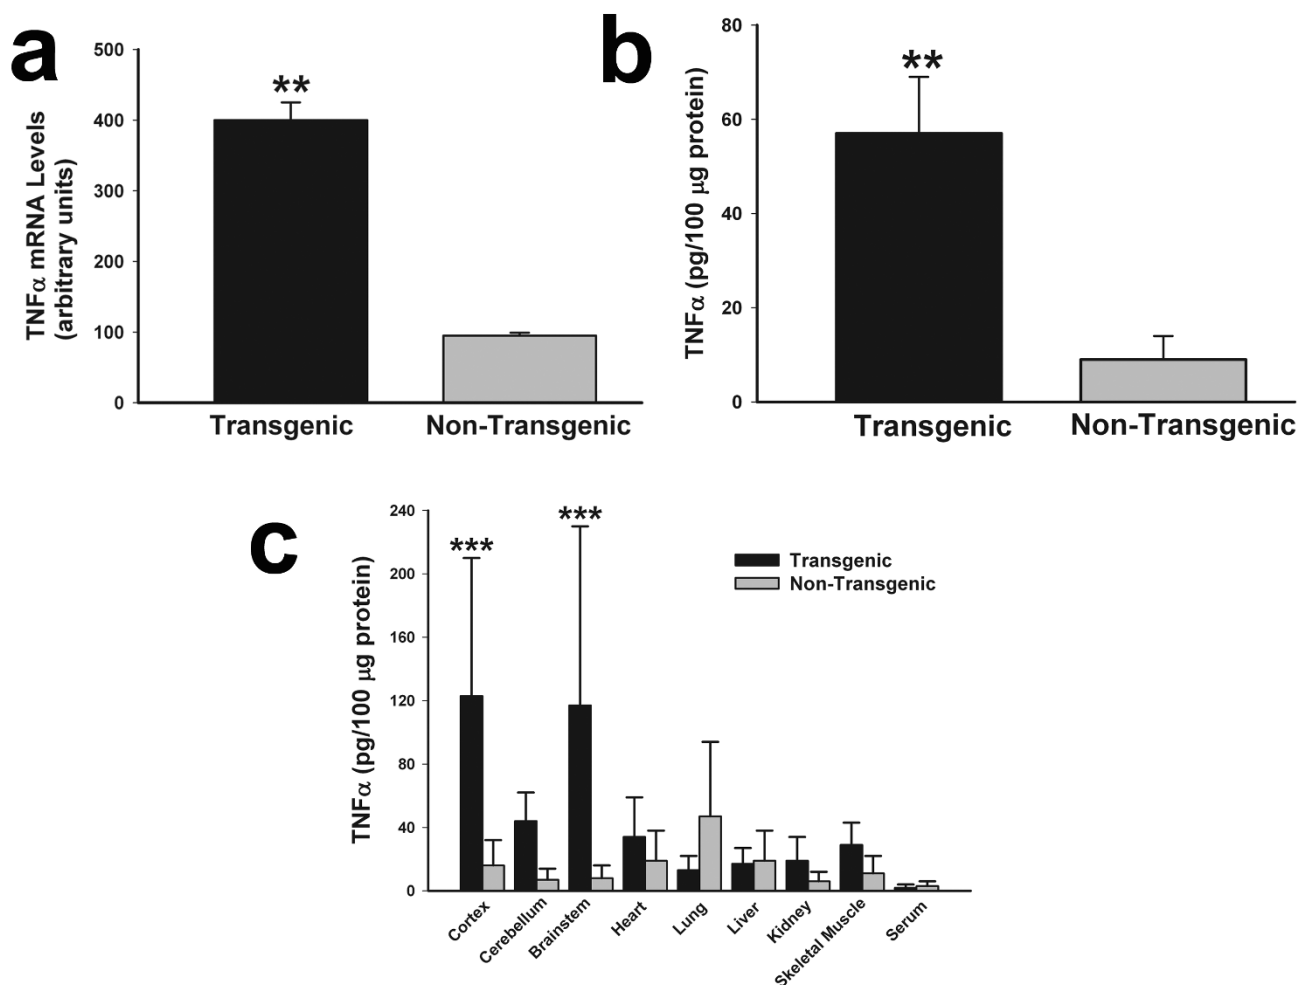 a
TNFα mRNA Levels
(arbitrary units)
500
400
300
200
100
0
**
Transgenic
Non-Transgenic
b
TNFα (pg/100 μg protein)
80
60
40
20
0
**
Transgenic
Non-Transgenic
c
TNFα (pg/100 μg protein)
240
200
160
120
80
40
0
***
***
Transgenic
Non-Transgenic
Cortex
Cerebellum
Brainstem
Heart
Lung
Liver
Kidney
Skeletal Muscle
Serum